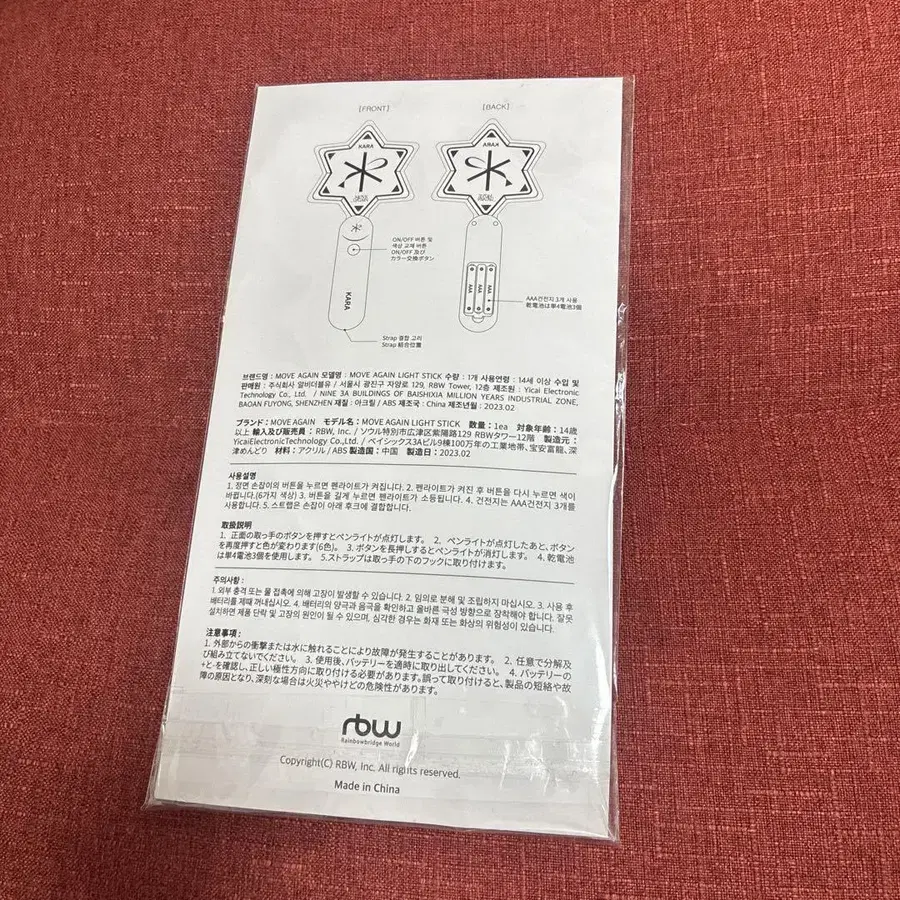 [FRONT]
[BACK]
KARA
KARA
ON/OFF 버튼 및
색상 교체 버튼
ON/OFF 及び
カラー交換ボタン
KARA
AAA
AAA
AAA
AAA건전지 3개 사용
乾電池は単4電池3個
Strap 결합 고리
Strap 結合位置
브랜드명 : MOVE AGAIN 모델명 : MOVE AGAIN LIGHT STICK 수량 : 1개 사용연령 : 14세 이상 수입 및
판매원 : 주식회사 알비더블유 / 서울시 광진구 자양로 129, RBW Tower, 12층 제조원 : Yicai Electronic
Technology Co., Ltd. / NINE 3A BUILDINGS OF BAISHIXIA MILLION YEARS INDUSTRIAL ZONE,
BAOAN FUYONG, SHENZHEN 재질 : 아크릴 / ABS 제조국 : China 제조년월 : 2023.02
ブランド : MOVE AGAIN モデル名 : MOVE AGAIN LIGHT STICK 数量 : 1ea 対象年齢 : 14歳
以上 輸入及び販売員 : RBW, Inc. / ソウル特別市広津区紫陽路129 RBWタワー12階 製造元 :
YicaiElectronicTechnology Co.,Ltd. / ベイシックス3Aビル9棟100万年の工業地帯、宝安富龍、深
津めんどり 材料 : アクリル / ABS 製造国 : 中国 製造日 : 2023.02
사용설명
1. 정면 손잡이의 버튼을 누르면 펜라이트가 켜집니다. 2. 펜라이트가 켜진 후 버튼을 다시 누르면 색이
바뀝니다.(6가지 색상) 3. 버튼을 길게 누르면 펜라이트가 소등됩니다. 4. 건전지는 AAA건전지 3개를
사용합니다. 5. 스트랩은 손잡이 아래 후크에 결합합니다.
取扱説明
1. 正面の取っ手のボタンを押すとペンライトが点灯します。 2. ペンライトが点灯したあと、ボタン
を再度押すと色が変わります(6色)。 3. ボタンを長押しするとペンライトが消灯します。 4. 乾電池
は単4電池3個を使用します。 5.ストラップは取っ手の下のフックに取り付けます。
주의사항 :
1. 외부 충격 또는 물 접촉에 의해 고장이 발생할 수 있습니다. 2. 임의로 분해 및 조립하지 마십시오. 3. 사용 후
배터리를 제때 꺼내십시오. 4. 배터리의 양극과 음극을 확인하고 올바른 극성 방향으로 장착해야 합니다. 잘못
설치하면 제품 단락 및 고장의 원인이 될 수 있으며, 심각한 경우는 화재 또는 화상의 위험성이 있습니다.
注意事項 :
1. 外部からの衝撃または水に触れることにより故障が発生することがあります。 2. 任意で分解及
び組み立てないでください。 3. 使用後、バッテリーを適時に取り出してください。 4. バッテリーの
+と-を確認し、正しい極性方向に取り付ける必要があります。誤って取り付けると、製品の短絡や故
障の原因となり、深刻な場合は火災ややけどの危険性があります。
rbw
Rainbowbridge World
Copyright(C) RBW, Inc. All rights reserved.
Made in China